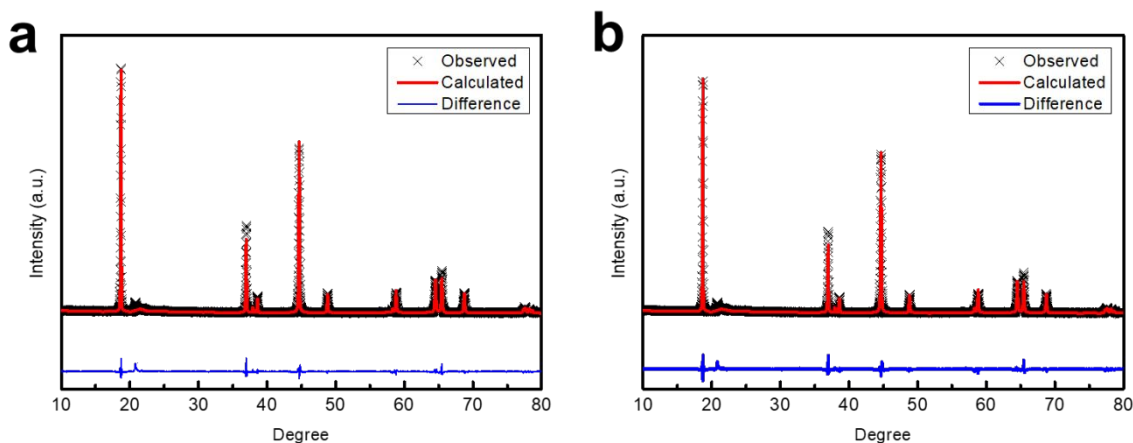 a
× Observed
Calculated
Difference
Intensity (a.u.)
10 20 30 40 50 60 70 80
Degree
b
× Observed
Calculated
Difference
Intensity (a.u.)
10 20 30 40 50 60 70 80
Degree